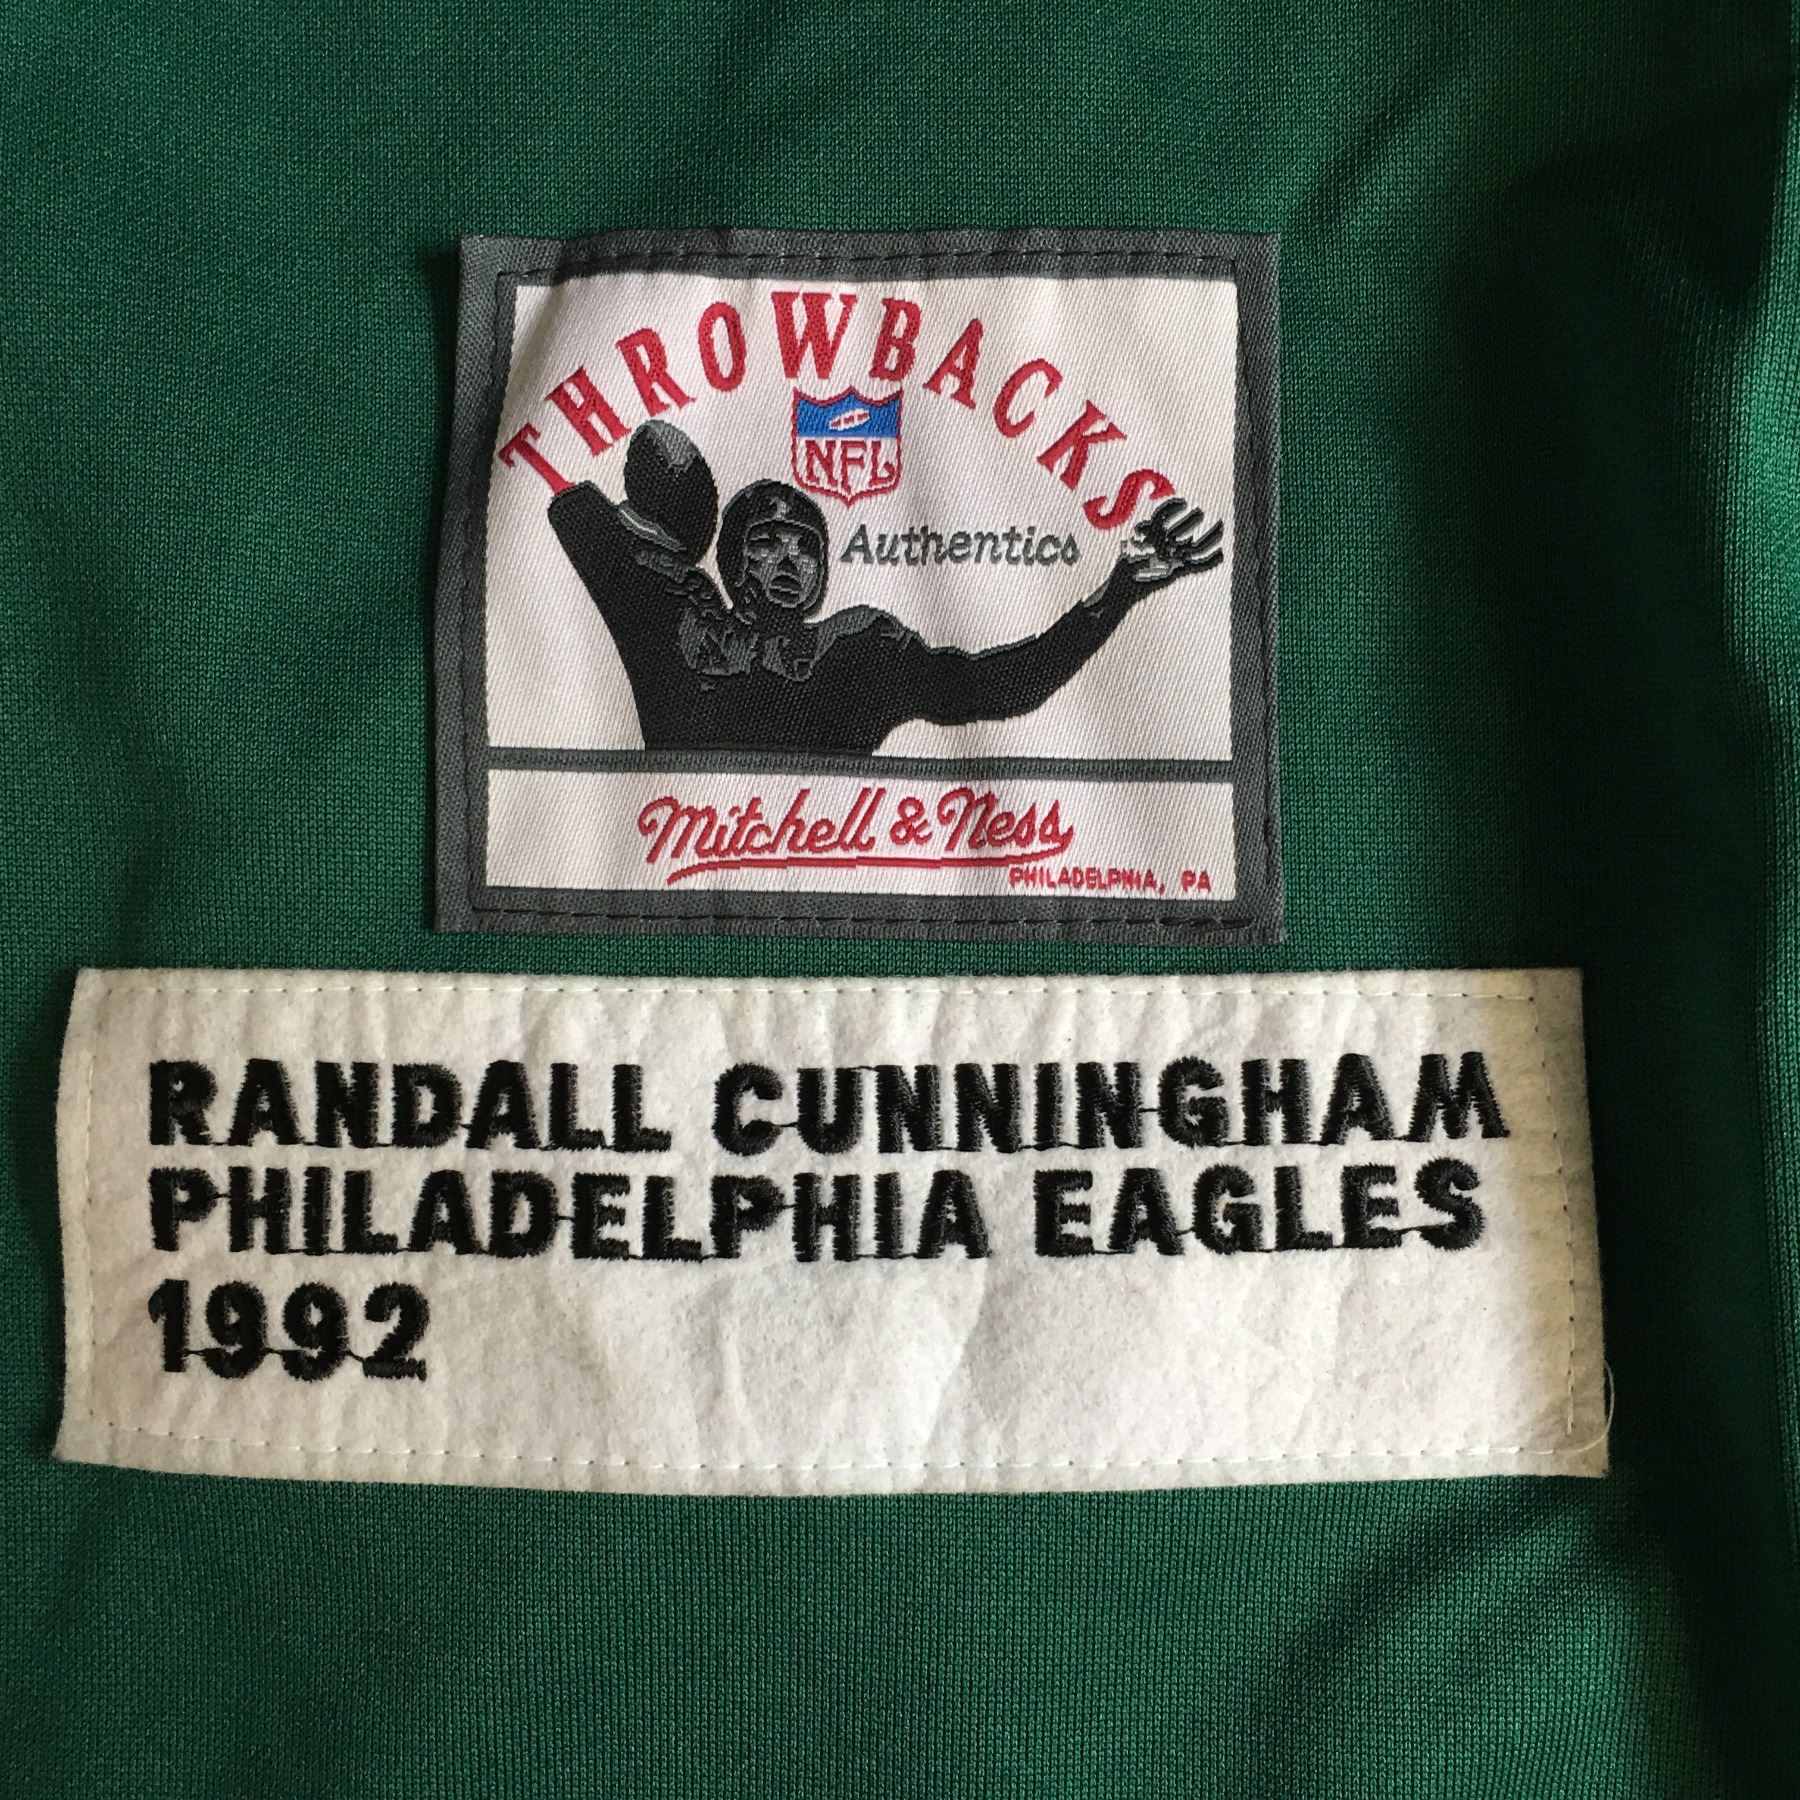 THROWBACKS
NFL
Authentics
Mitchell & Ness
PHILADELPHIA, PA
RANDALL CUNNINGHAM
PHILADELPHIA EAGLES
1992